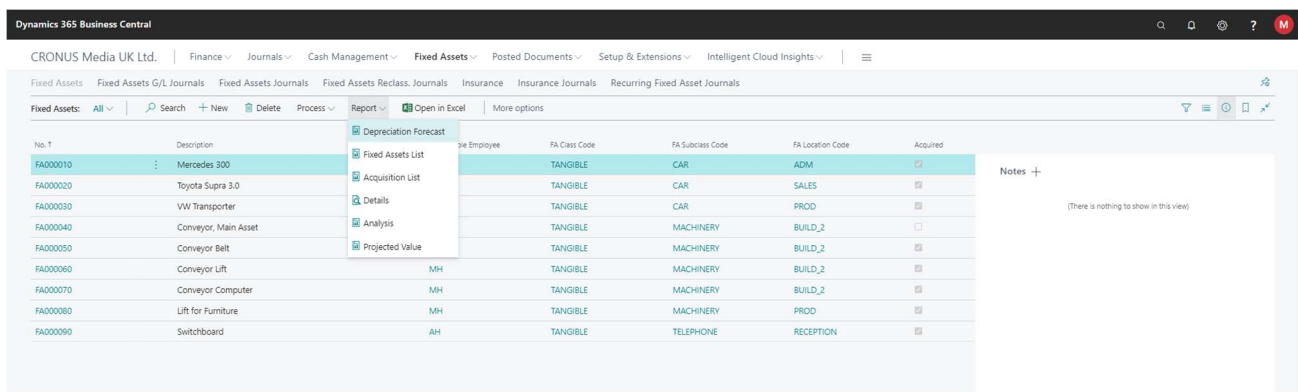 Dynamics 365 Business Central ? M
CRONUS Media UK Ltd. Finance Journals Cash Management Fixed Assets Posted Documents Setup & Extensions Intelligent Cloud Insights
Fixed Assets Fixed Assets G/L Journals Fixed Assets Journals Fixed Assets Reclass. Journals Insurance Insurance Journals Recurring Fixed Asset Journals
Fixed Assets: All Search + New Delete Process Report Open in Excel More options
Depreciation Forecast
Fixed Assets List
Acquisition List
Details
Analysis
Projected Value
No. ↑ Description ble Employee FA Class Code FA Subclass Code FA Location Code Acquired
FA000010 Mercedes 300 TANGIBLE CAR ADM
FA000020 Toyota Supra 3.0 TANGIBLE CAR SALES
FA000030 VW Transporter TANGIBLE CAR PROD
FA000040 Conveyor, Main Asset TANGIBLE MACHINERY BUILD_2
FA000050 Conveyor Belt TANGIBLE MACHINERY BUILD_2
FA000060 Conveyor Lift MH TANGIBLE MACHINERY BUILD_2
FA000070 Conveyor Computer MH TANGIBLE MACHINERY BUILD_2
FA000080 Lift for Furniture MH TANGIBLE MACHINERY PROD
FA000090 Switchboard AH TANGIBLE TELEPHONE RECEPTION
Notes +
(There is nothing to show in this view)